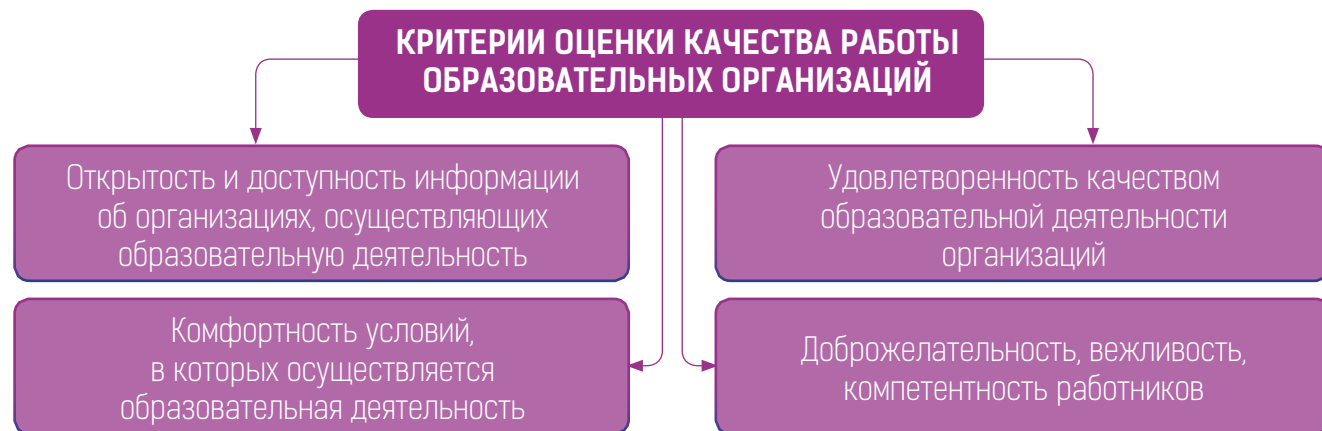 КРИТЕРИИ ОЦЕНКИ КАЧЕСТВА РАБОТЫ
ОБРАЗОВАТЕЛЬНЫХ ОРГАНИЗАЦИЙ
Открытость и доступность информации
об организациях, осуществляющих
образовательную деятельность
Удовлетворенность качеством
образовательной деятельности
организаций
Комфортность условий,
в которых осуществляется
образовательная деятельность
Доброжелательность, вежливость,
компетентность работников